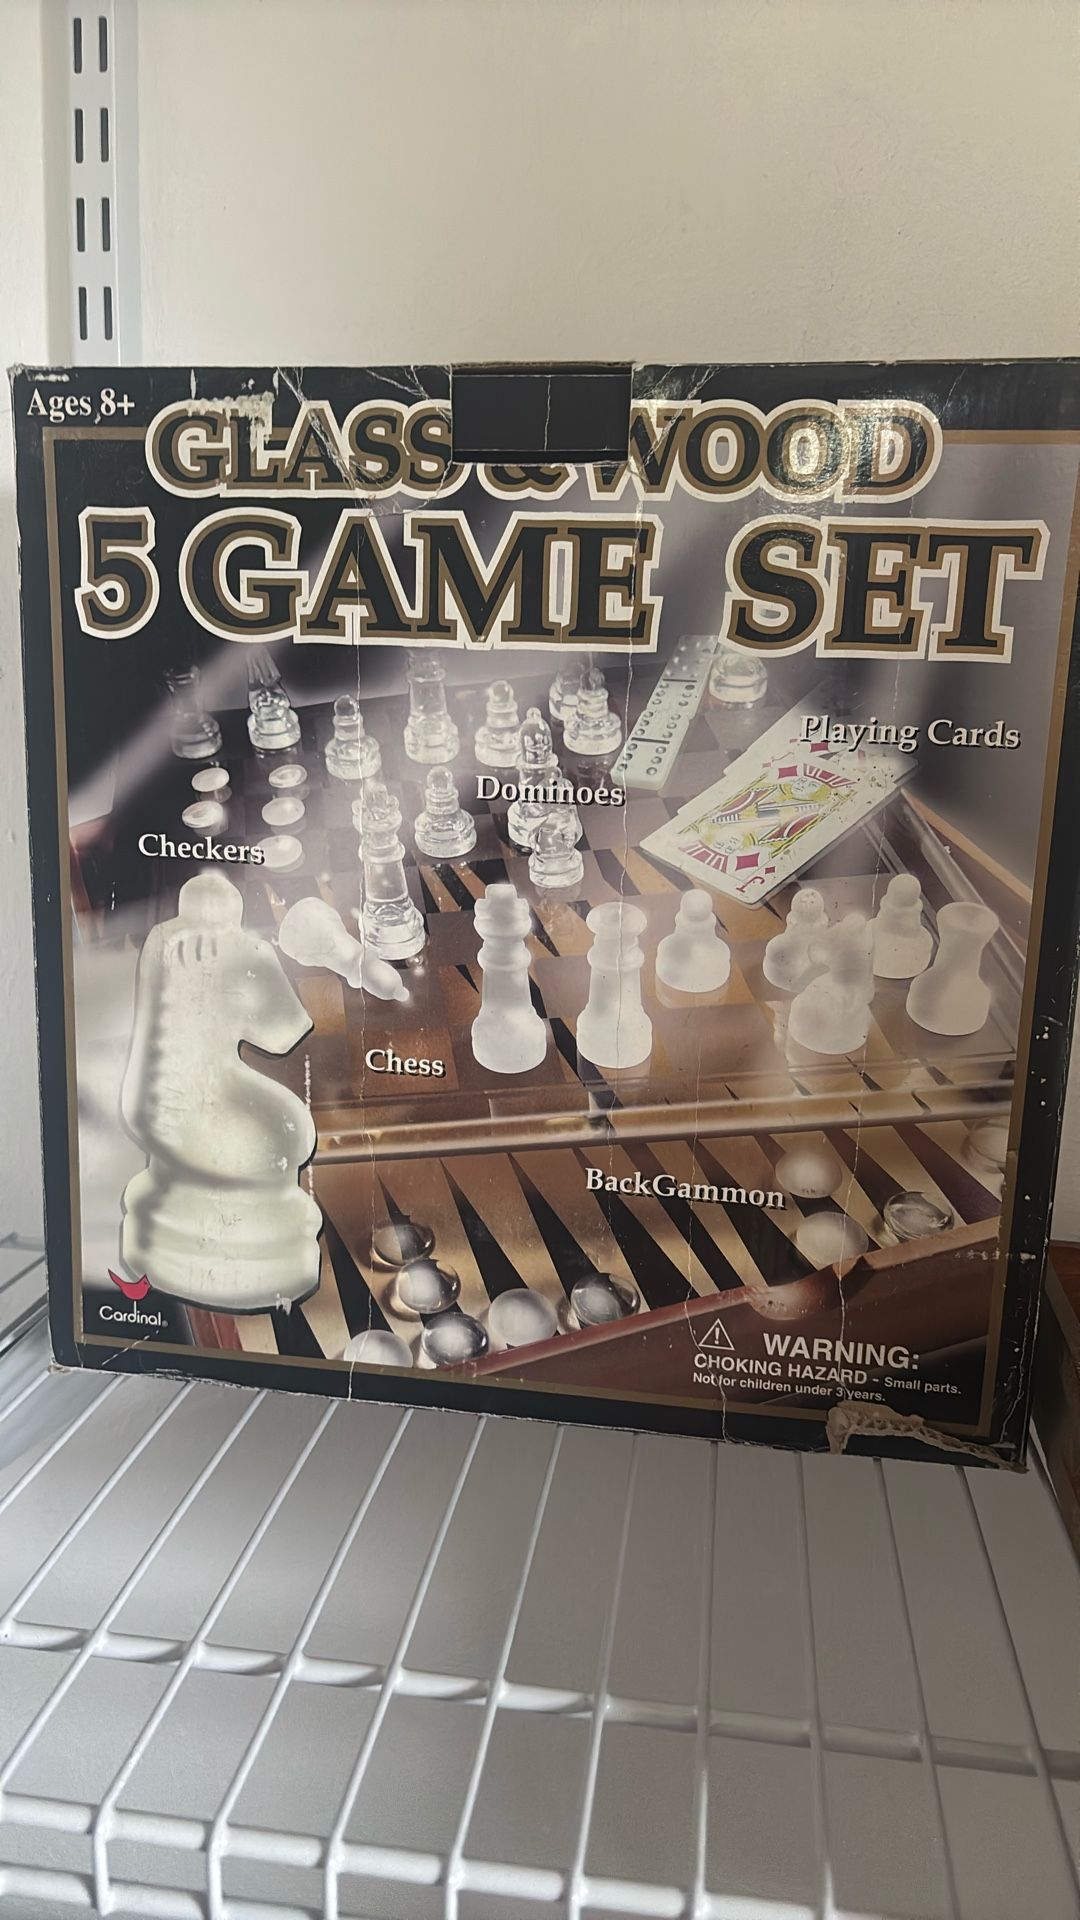 Ages 8+
GLASS & WOOD
5 GAME SET
Playing Cards
Dominoes
Checkers
Chess
BackGammon
Cardinal®
WARNING:
CHOKING HAZARD - Small parts.
Not for children under 3 years.
J